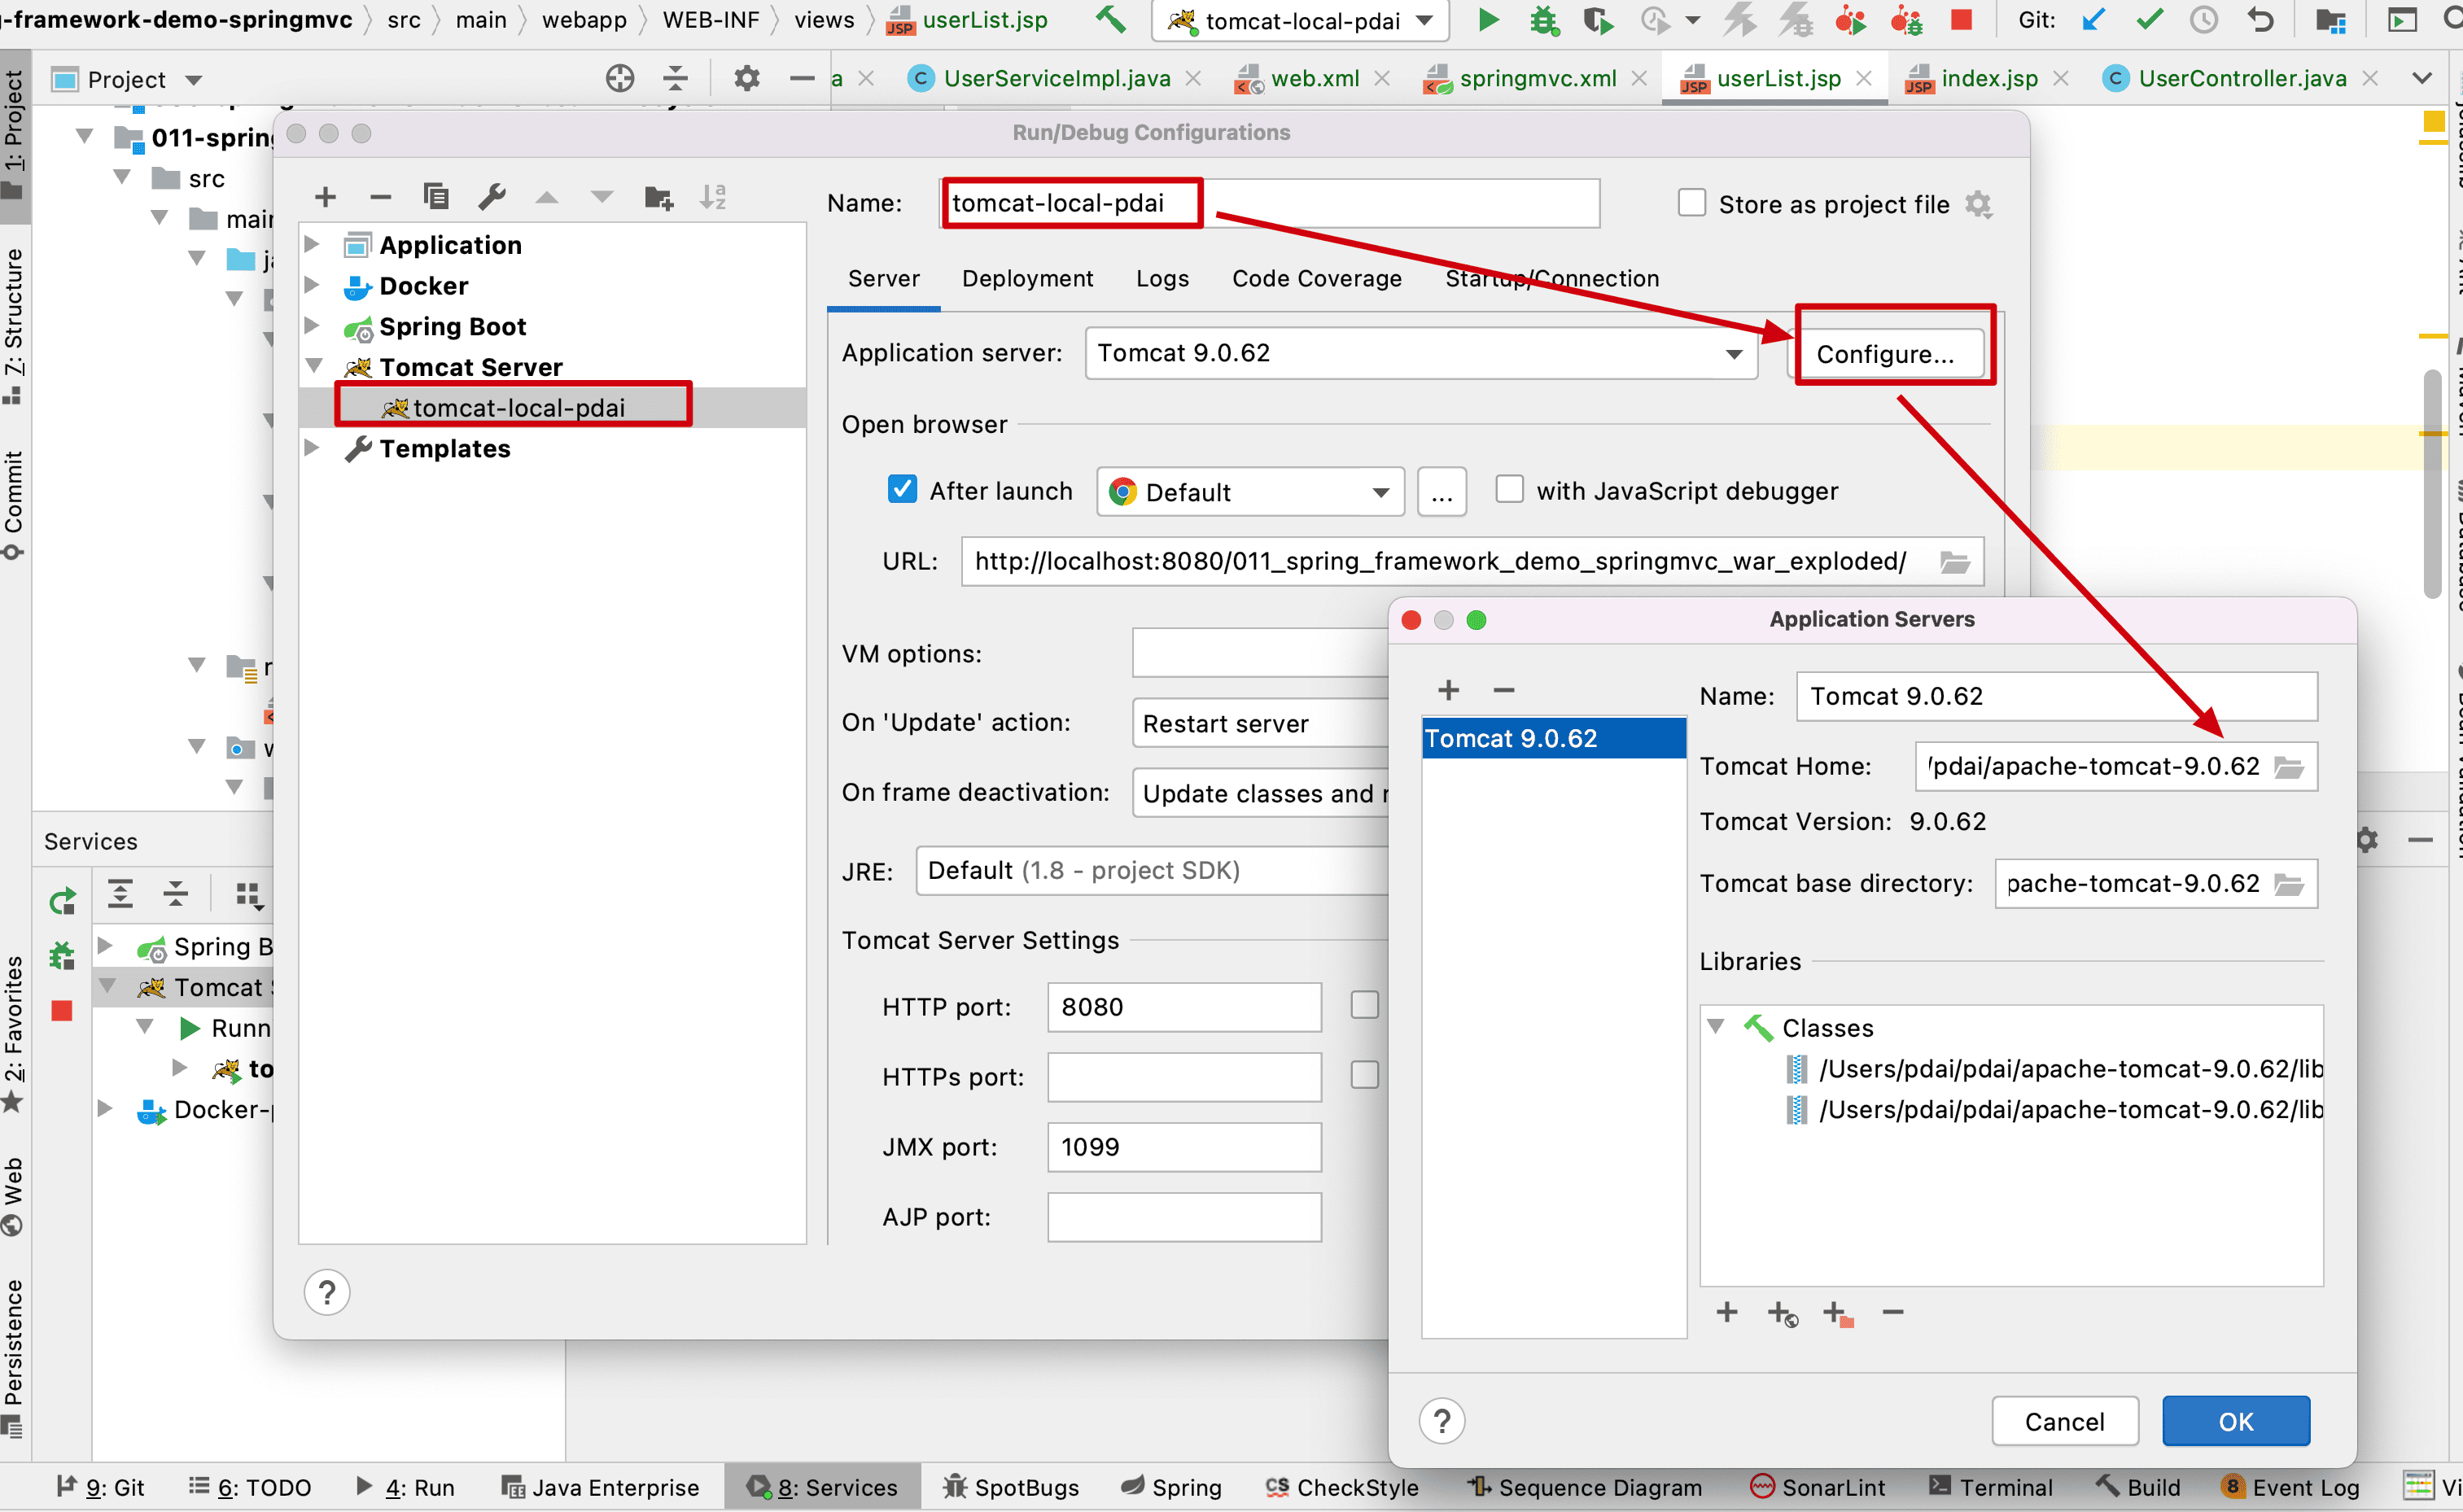 g-framework-demo-springmvc src main webapp WEB-INF views userList.jsp tomcat-local-pdai Git:
Project a UserServiceImpl.java web.xml springmvc.xml userList.jsp index.jsp UserController.java
1: Project
Z: Structure
Commit
2: Favorites
Web
Persistence
011-spring
src
main
Run/Debug Configurations
Application
Docker
Spring Boot
Tomcat Server
tomcat-local-pdai
Templates
Name: tomcat-local-pdai Store as project file
Server Deployment Logs Code Coverage Startup/Connection
Application server: Tomcat 9.0.62 Configure...
Open browser
After launch Default ... with JavaScript debugger
URL: http://localhost:8080/011_spring_framework_demo_springmvc_war_exploded/
VM options:
On 'Update' action: Restart server
On frame deactivation: Update classes and r
JRE: Default (1.8 - project SDK)
Tomcat Server Settings
HTTP port: 8080
HTTPs port:
JMX port: 1099
AJP port:
?
Application Servers
Tomcat 9.0.62
Name: Tomcat 9.0.62
Tomcat Home: /pdai/apache-tomcat-9.0.62
Tomcat Version: 9.0.62
Tomcat base directory: pache-tomcat-9.0.62
Libraries
Classes
/Users/pdai/pdai/apache-tomcat-9.0.62/lib
/Users/pdai/pdai/apache-tomcat-9.0.62/lib
? Cancel OK
Services
Spring B
Tomcat S
Runn
to
Docker-p
9: Git 6: TODO 4: Run Java Enterprise 8: Services SpotBugs Spring CheckStyle Sequence Diagram SonarLint Terminal Build 8 Event Log Vi